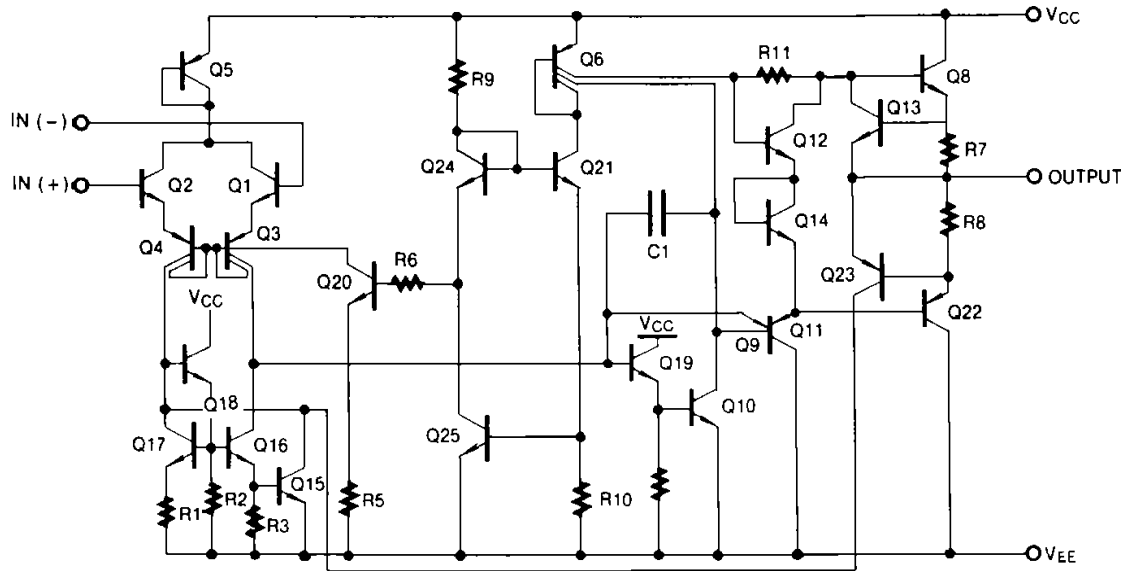 VCC
Q6
R11
Q5
R9
Q8
IN (−)
Q13
Q12
R7
Q24
Q21
IN (+)
Q2
Q1
OUTPUT
Q14
R8
Q4
Q3
C1
R6
Q20
Q23
VCC
Q22
VCC
Q9
Q11
Q19
Q18
Q10
Q17
Q16
Q25
Q15
R1
R2
R3
R5
R10
VEE